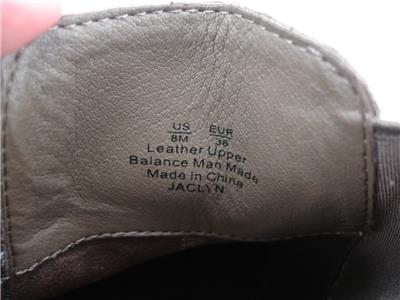 US EUR
8M 38
Leather Upper
Balance Man Made
Made in China
JACLYN